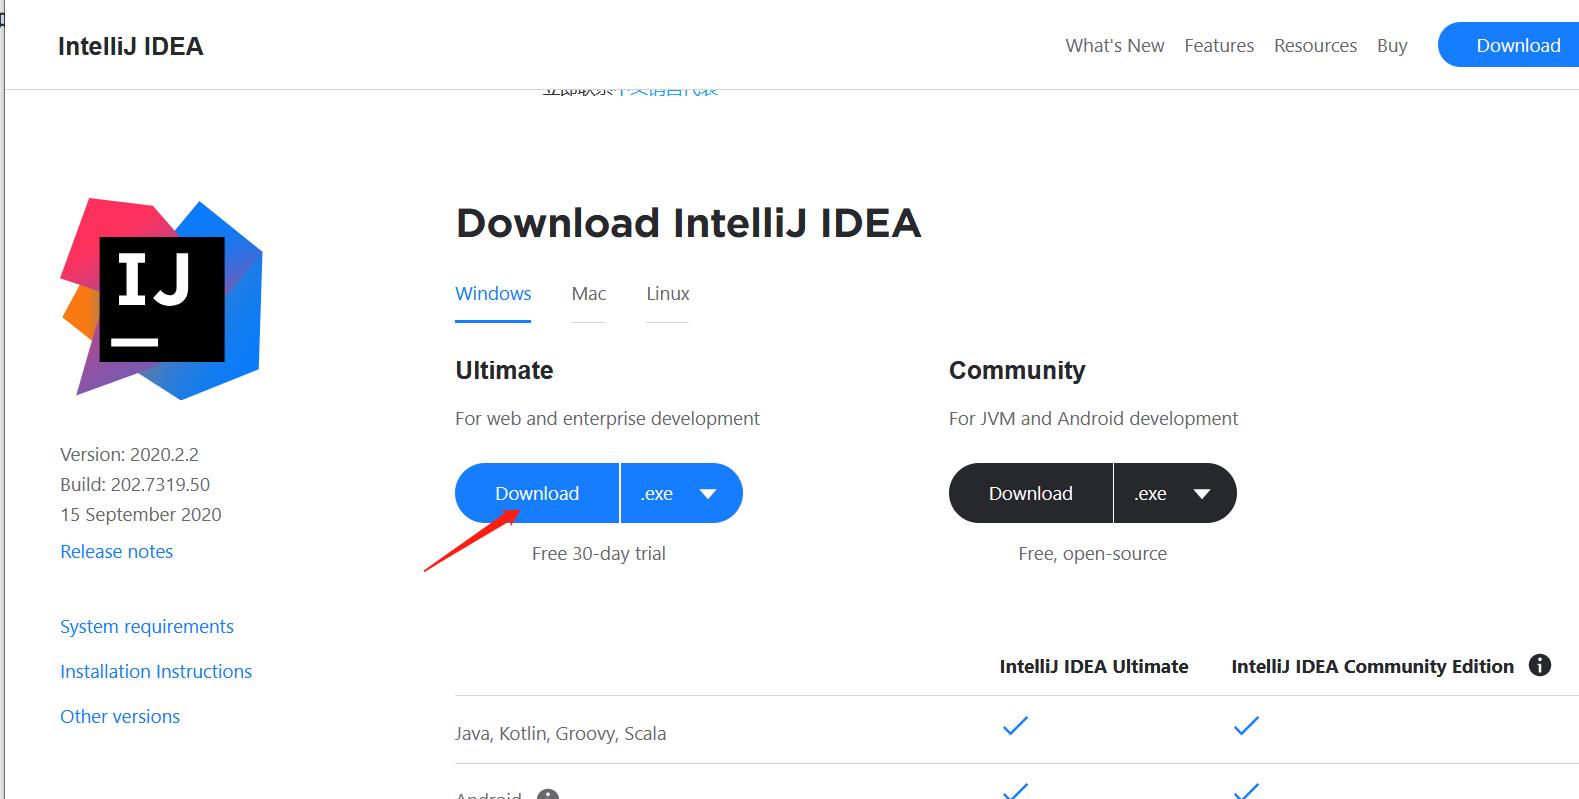 IntelliJ IDEA
What's New Features Resources Buy Download
Download IntelliJ IDEA
IJ
Windows Mac Linux
Ultimate
For web and enterprise development
Download .exe
Free 30-day trial
Community
For JVM and Android development
Download .exe
Free, open-source
Version: 2020.2.2
Build: 202.7319.50
15 September 2020
Release notes
System requirements
Installation Instructions
Other versions
IntelliJ IDEA Ultimate IntelliJ IDEA Community Edition
Java, Kotlin, Groovy, Scala
Android